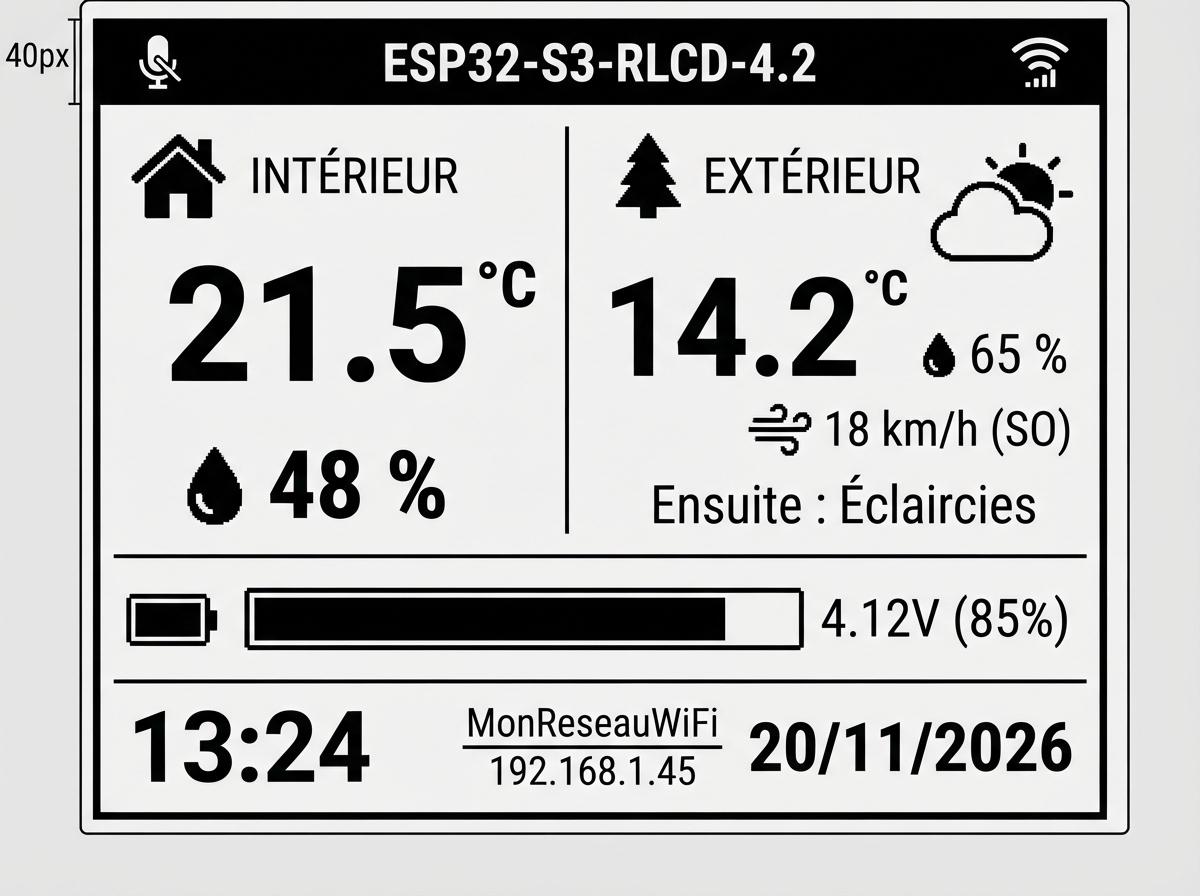 40px
ESP32-S3-RLCD-4.2
INTÉRIEUR
21.5 °C
48 %
EXTÉRIEUR
14.2 °C
65 %
18 km/h (SO)
Ensuite : Éclaircies
4.12V (85%)
13:24
MonReseauWiFi
192.168.1.45
20/11/2026